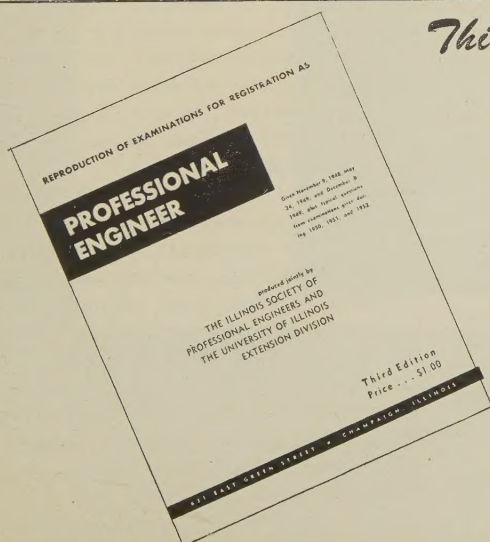 Thi
REPRODUCTION OF EXAMINATIONS FOR REGISTRATION AS
PROFESSIONAL
ENGINEER
Given November 9, 1948, May
24, 1949, and December 8
1949, plus typical questions
from examinations given dur-
ing 1950, 1951, and 1952
produced jointly by
THE ILLINOIS SOCIETY OF
PROFESSIONAL ENGINEERS AND
THE UNIVERSITY OF ILLINOIS
EXTENSION DIVISION
Third Edition
Price . . . $1.00
631 EAST GREEN STREET • CHAMPAIGN, ILLINOIS